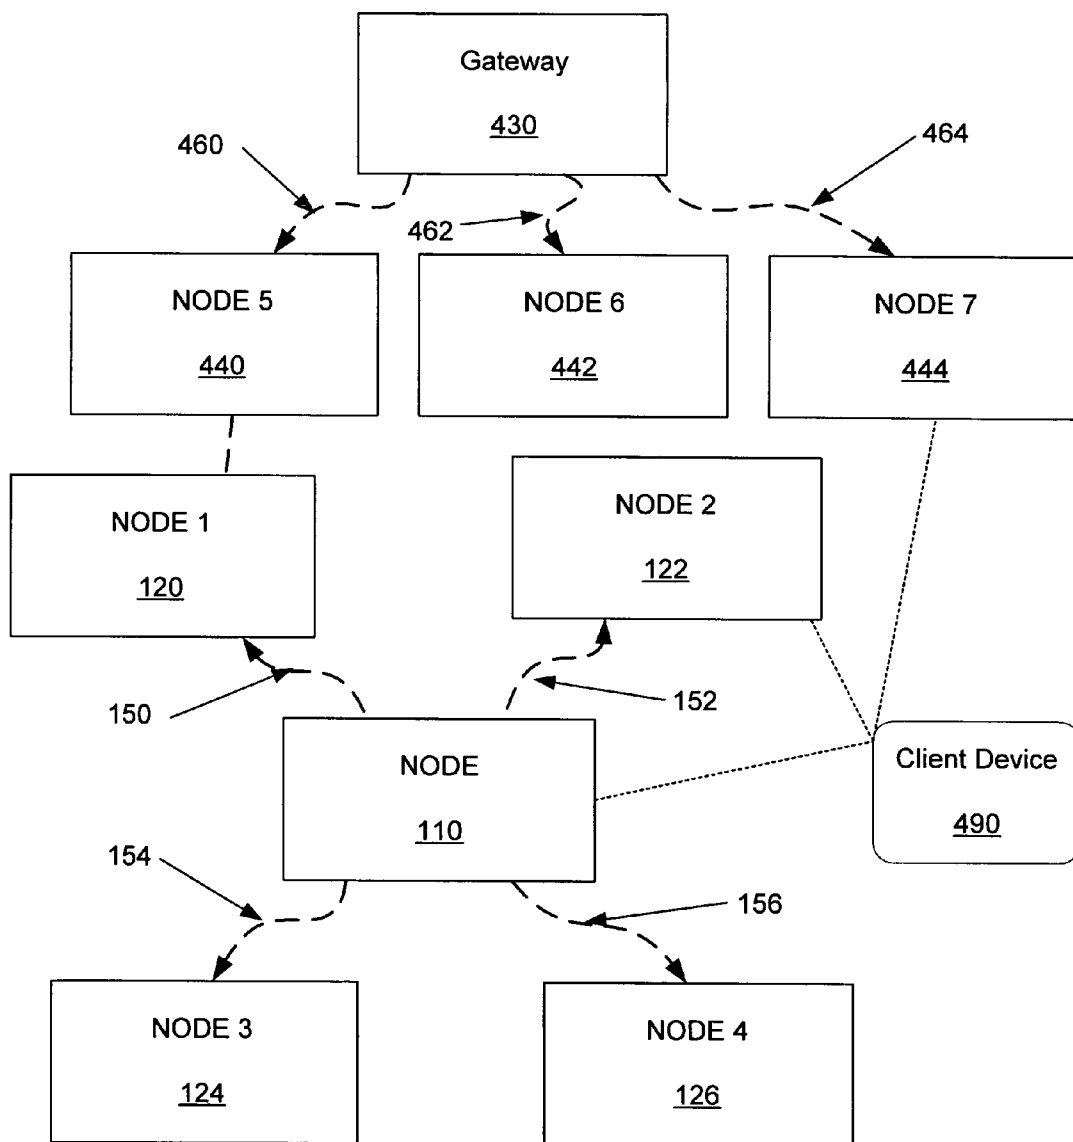 Gateway
430
460
464
462
NODE 5
440
NODE 6
442
NODE 7
444
NODE 1
120
NODE 2
122
150
152
NODE
110
Client Device
490
154
156
NODE 3
124
NODE 4
126